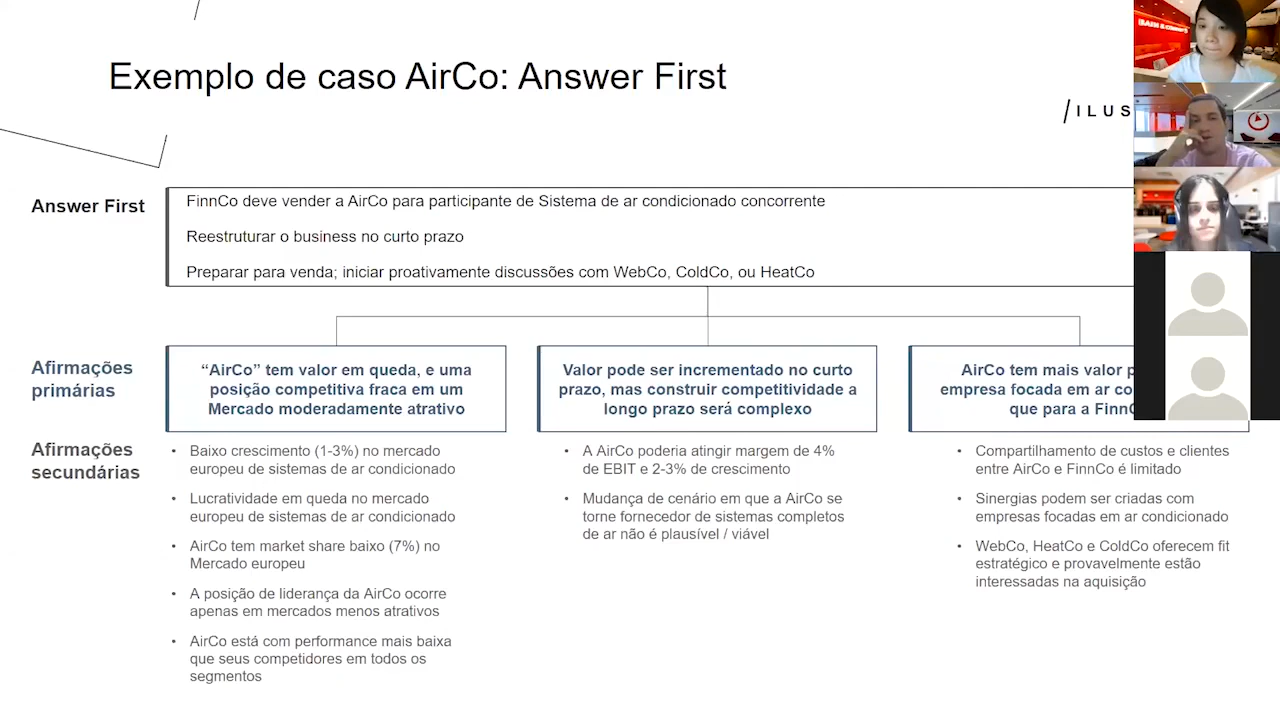 Exemplo de caso AirCo: Answer First
BAIN & COMPANY
Answer First
FinnCo deve vender a AirCo para participante de Sistema de ar condicionado concorrente
Reestruturar o business no curto prazo
Preparar para venda; iniciar proativamente discussões com WebCo, ColdCo, ou HeatCo
Afirmações
primárias
“AirCo” tem valor em queda, e uma
posição competitiva fraca em um
Mercado moderadamente atrativo
Valor pode ser incrementado no curto
prazo, mas construir competitividade a
longo prazo será complexo
AirCo tem mais valor
empresa focada em ar
que para a
Afirmações
secundárias
• Baixo crescimento (1-3%) no mercado
europeu de sistemas de ar condicionado
• Lucratividade em queda no mercado
europeu de sistemas de ar condicionado
• AirCo tem market share baixo (7%) no
Mercado europeu
• A posição de liderança da AirCo ocorre
apenas em mercados menos atrativos
• AirCo está com performance mais baixa
que seus competidores em todos os
segmentos
• A AirCo poderia atingir margem de 4%
de EBIT e 2-3% de crescimento
• Mudança de cenário em que a AirCo se
torne fornecedor de sistemas completos
de ar não é plausível / viável
• Compartilhamento de custos e clientes
entre AirCo e FinnCo é limitado
• Sinergias podem ser criadas com
empresas focadas em ar condicionado
• WebCo, HeatCo e ColdCo oferecem fit
estratégico e provavelmente estão
interessadas na aquisição